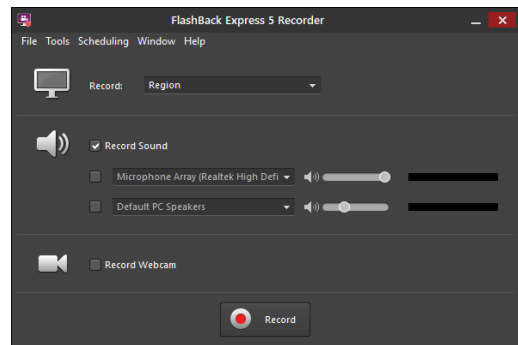 FlashBack Express 5 Recorder
File Tools Scheduling Window Help
Record: Region
Record Sound
Microphone Array (Realtek High Defi
Default PC Speakers
Record Webcam
Record